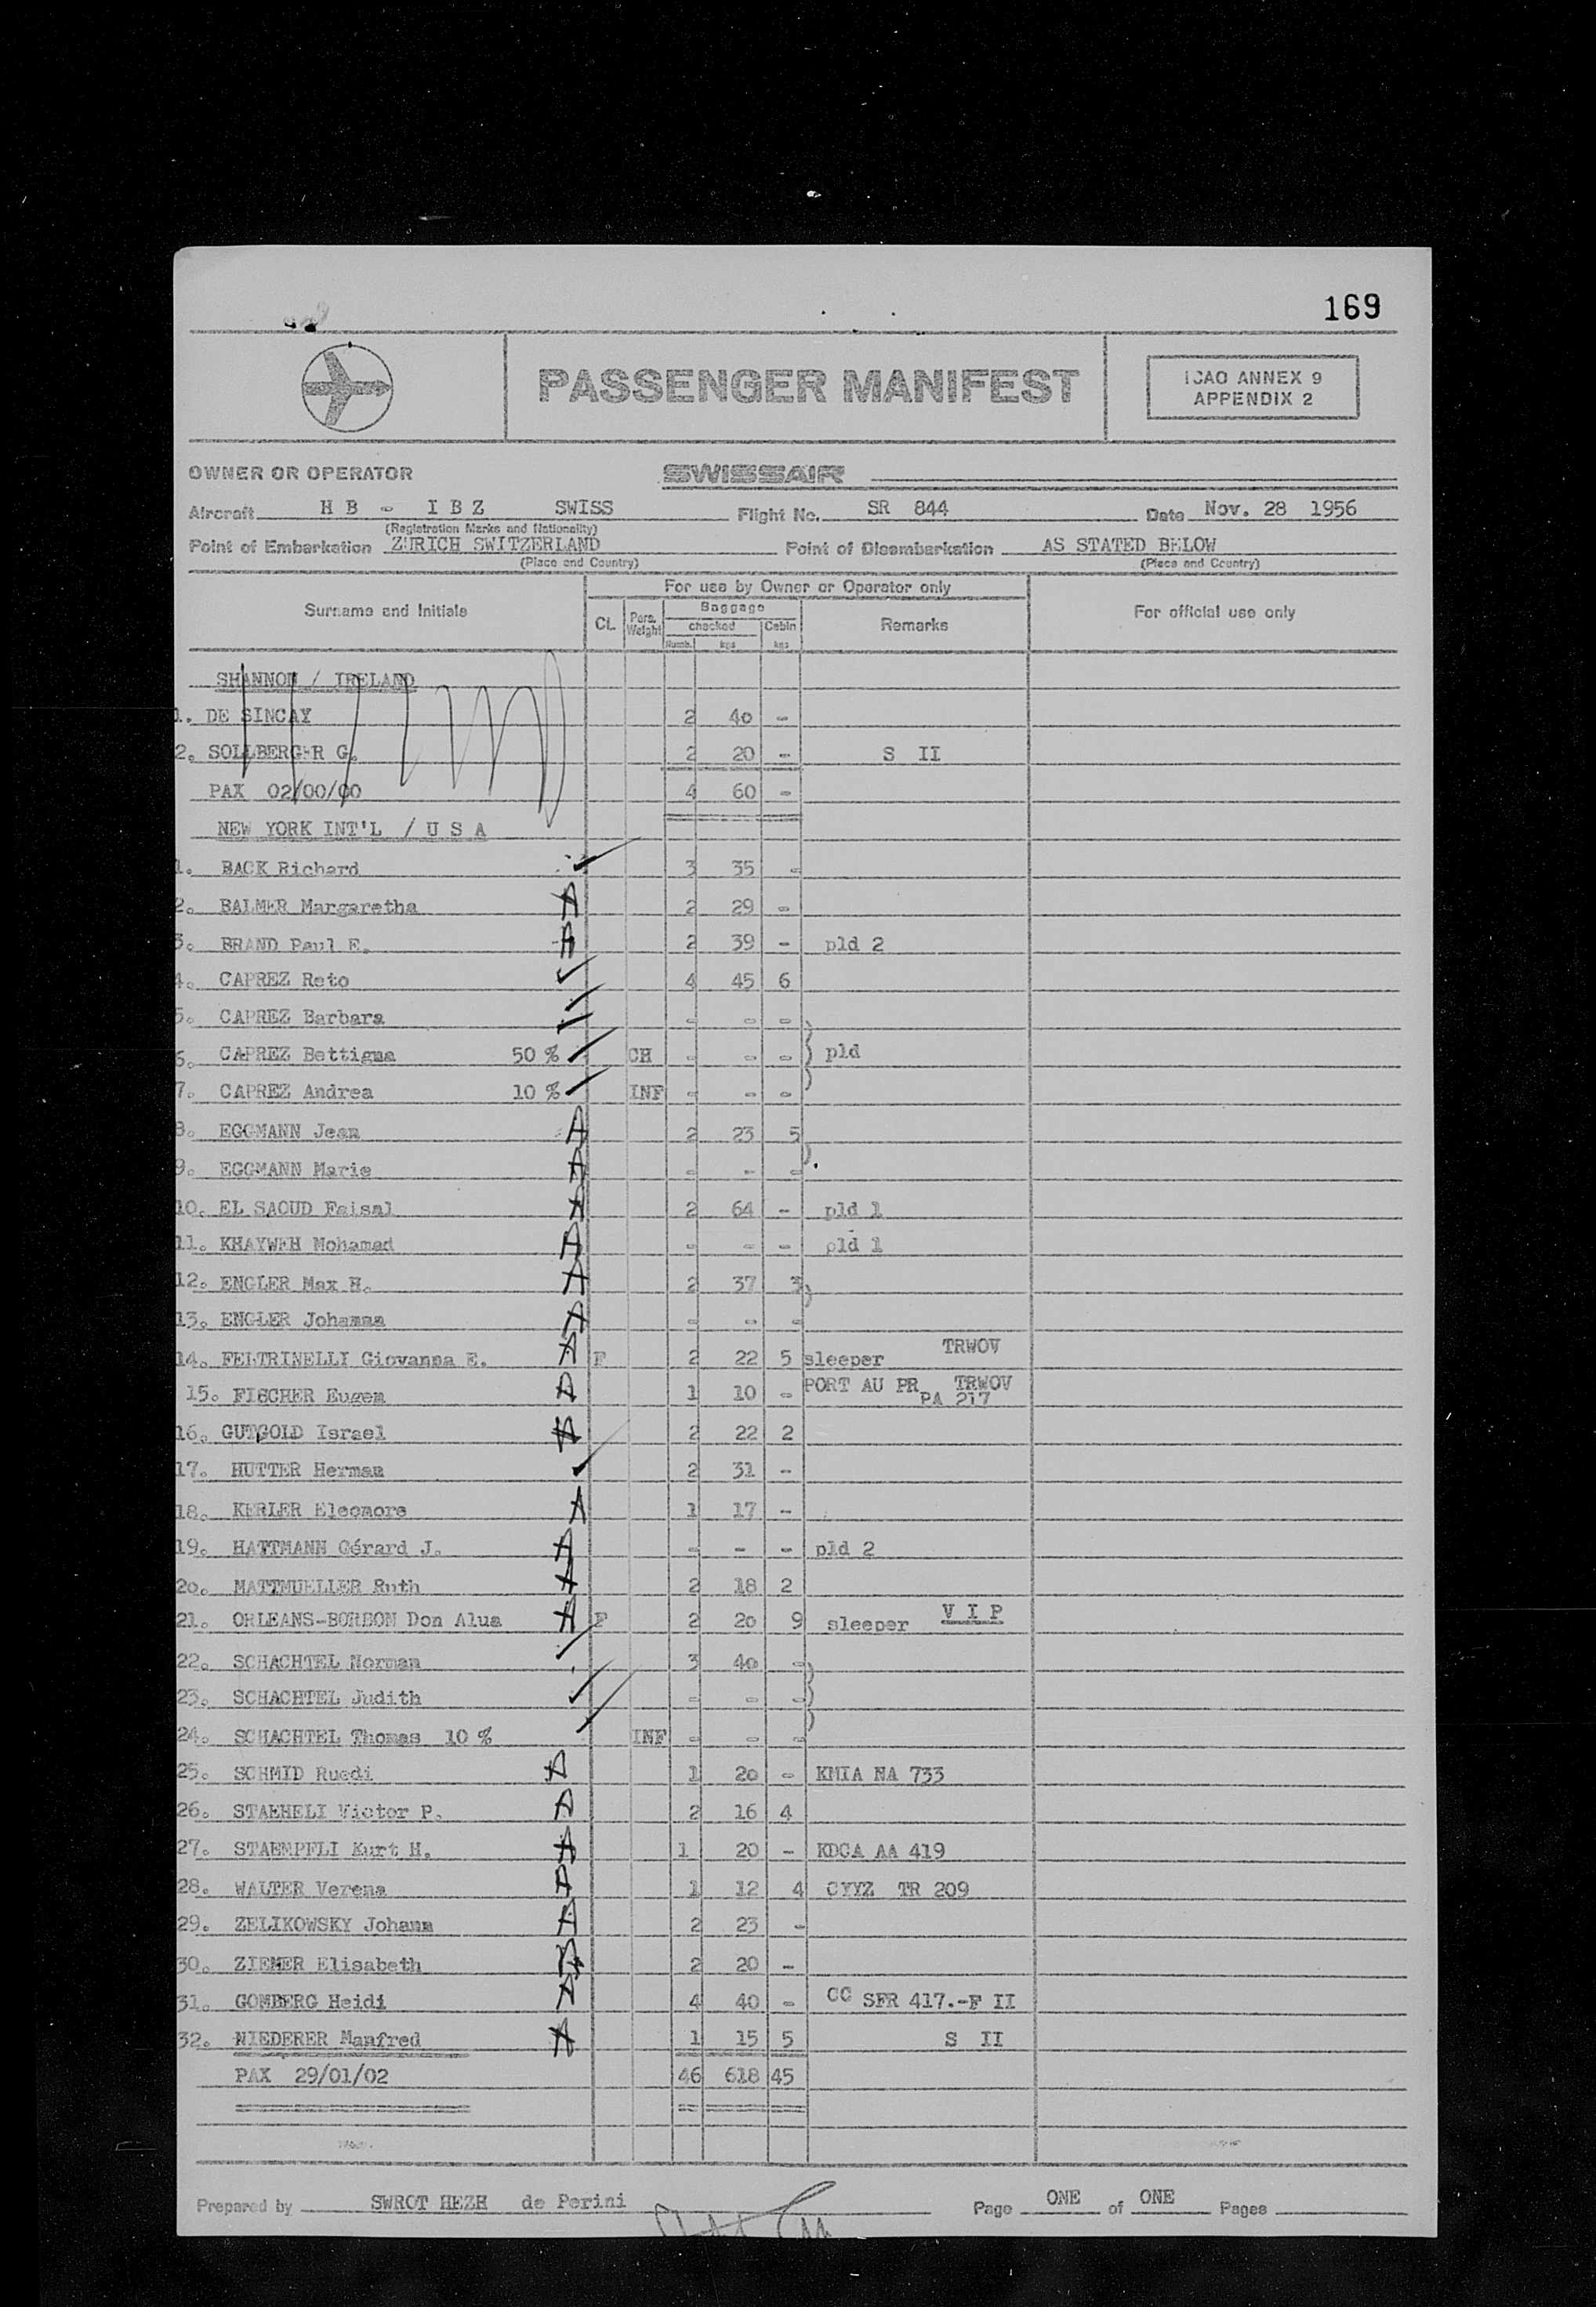 169
PASSENGER MANIFEST
ICAO ANNEX 9
APPENDIX 2
OWNER OR OPERATOR SWISSAIR
Aircraft H B - I B Z SWISS Flight No. SR 844 Date Nov. 28 1956
(Registration Marks and Nationality)
Point of Embarkation ZURICH SWITZERLAND Point of Disembarkation AS STATED BELOW
(Place and Country) (Place and Country)
For use by Owner or Operator only
Surname and Initials CL. Pers. Weight Baggage checked Cabin Remarks For official use only
Numb. kgs kgs
SHANNON / IRELAND
1. DE SINCAY 2 40 -
2. SOLLBERGER G. 2 20 - S II
PAX 02/00/00 4 60 -
NEW YORK INT'L / U S A
1. BACK Richard 3 35 -
2. BALMER Margaretha A 2 29 -
3. BRAND Paul E. A 2 39 - pld 2
4. CAPREZ Reto 4 45 6
5. CAPREZ Barbara - - - )
6. CAPREZ Bettigna 50 % CH - - - ) pld
7. CAPREZ Andrea 10 % INF - - - )
8. EGGMANN Jean A 2 23 5
9. EGGMANN Marie A - - - )
10. EL SAOUD Faisal A 2 64 - pld 1
11. KHAYWEH Mohamed A - - - pld 1
12. ENGLER Max H. A 2 37 3 )
13. ENGLER Johanna A - - -
14. FELTRINELLI Giovanna E. A F 2 22 5 sleeper TRWOV
15. FISCHER Eugen A 1 10 - PORT AU PR TRWOV
PA 217
16. GUTGOLD Israel A 2 22 2
17. HUTTER Herman 2 31 -
18. KERLER Eleonore A 1 17 -
19. HATTMANN Gérard J. A - - - pld 2
20. MATTMUELLER Ruth A 2 18 2
21. ORLEANS-BORBON Don Alua A F 2 20 9 sleeper V I P
22. SCHACHTEL Norman 3 40 - )
23. SCHACHTEL Judith - - - )
24. SCHACHTEL Thomas 10 % INF - - - )
25. SCHMID Ruedi A 1 20 - KMIA NA 733
26. STAEHELI Victor P. A 2 16 4
27. STAEMPFLI Kurt H. A 1 20 - KDCA AA 419
28. WALTER Verena A 1 12 4 CYYZ TR 209
29. ZELIKOWSKY Johann A 2 23 -
30. ZIEMER Elisabeth A 2 20 -
31. GOMBERG Heidi A 4 40 - CC SFR 417.-F II
32. NIEDERER Manfred A 1 15 5 S II
PAX 29/01/02 46 618 45
Prepared by SWROT HEZH de Perini Page ONE of ONE Pages